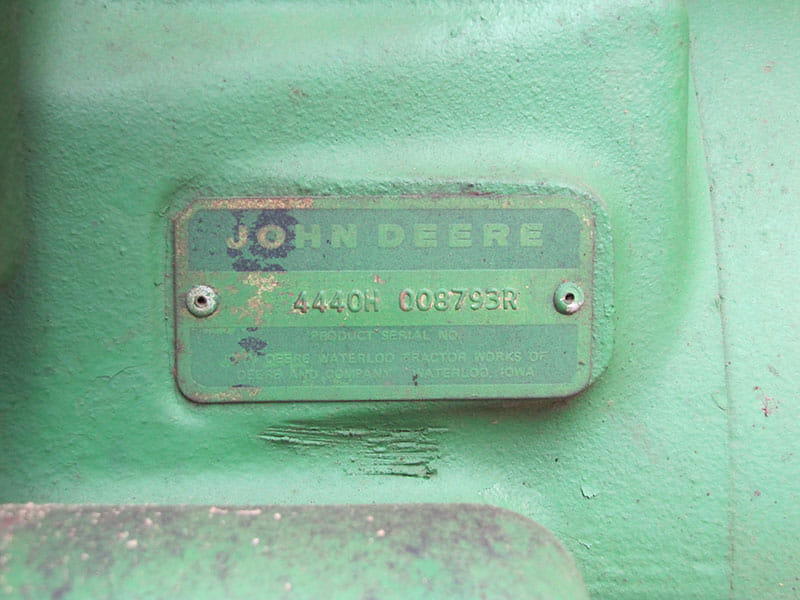 JOHN DEERE
4440H 008793R
PRODUCT SERIAL NO.
DEERE WATERLOO TRACTOR WORKS OF
DEERE AND COMPANY WATERLOO, IOWA